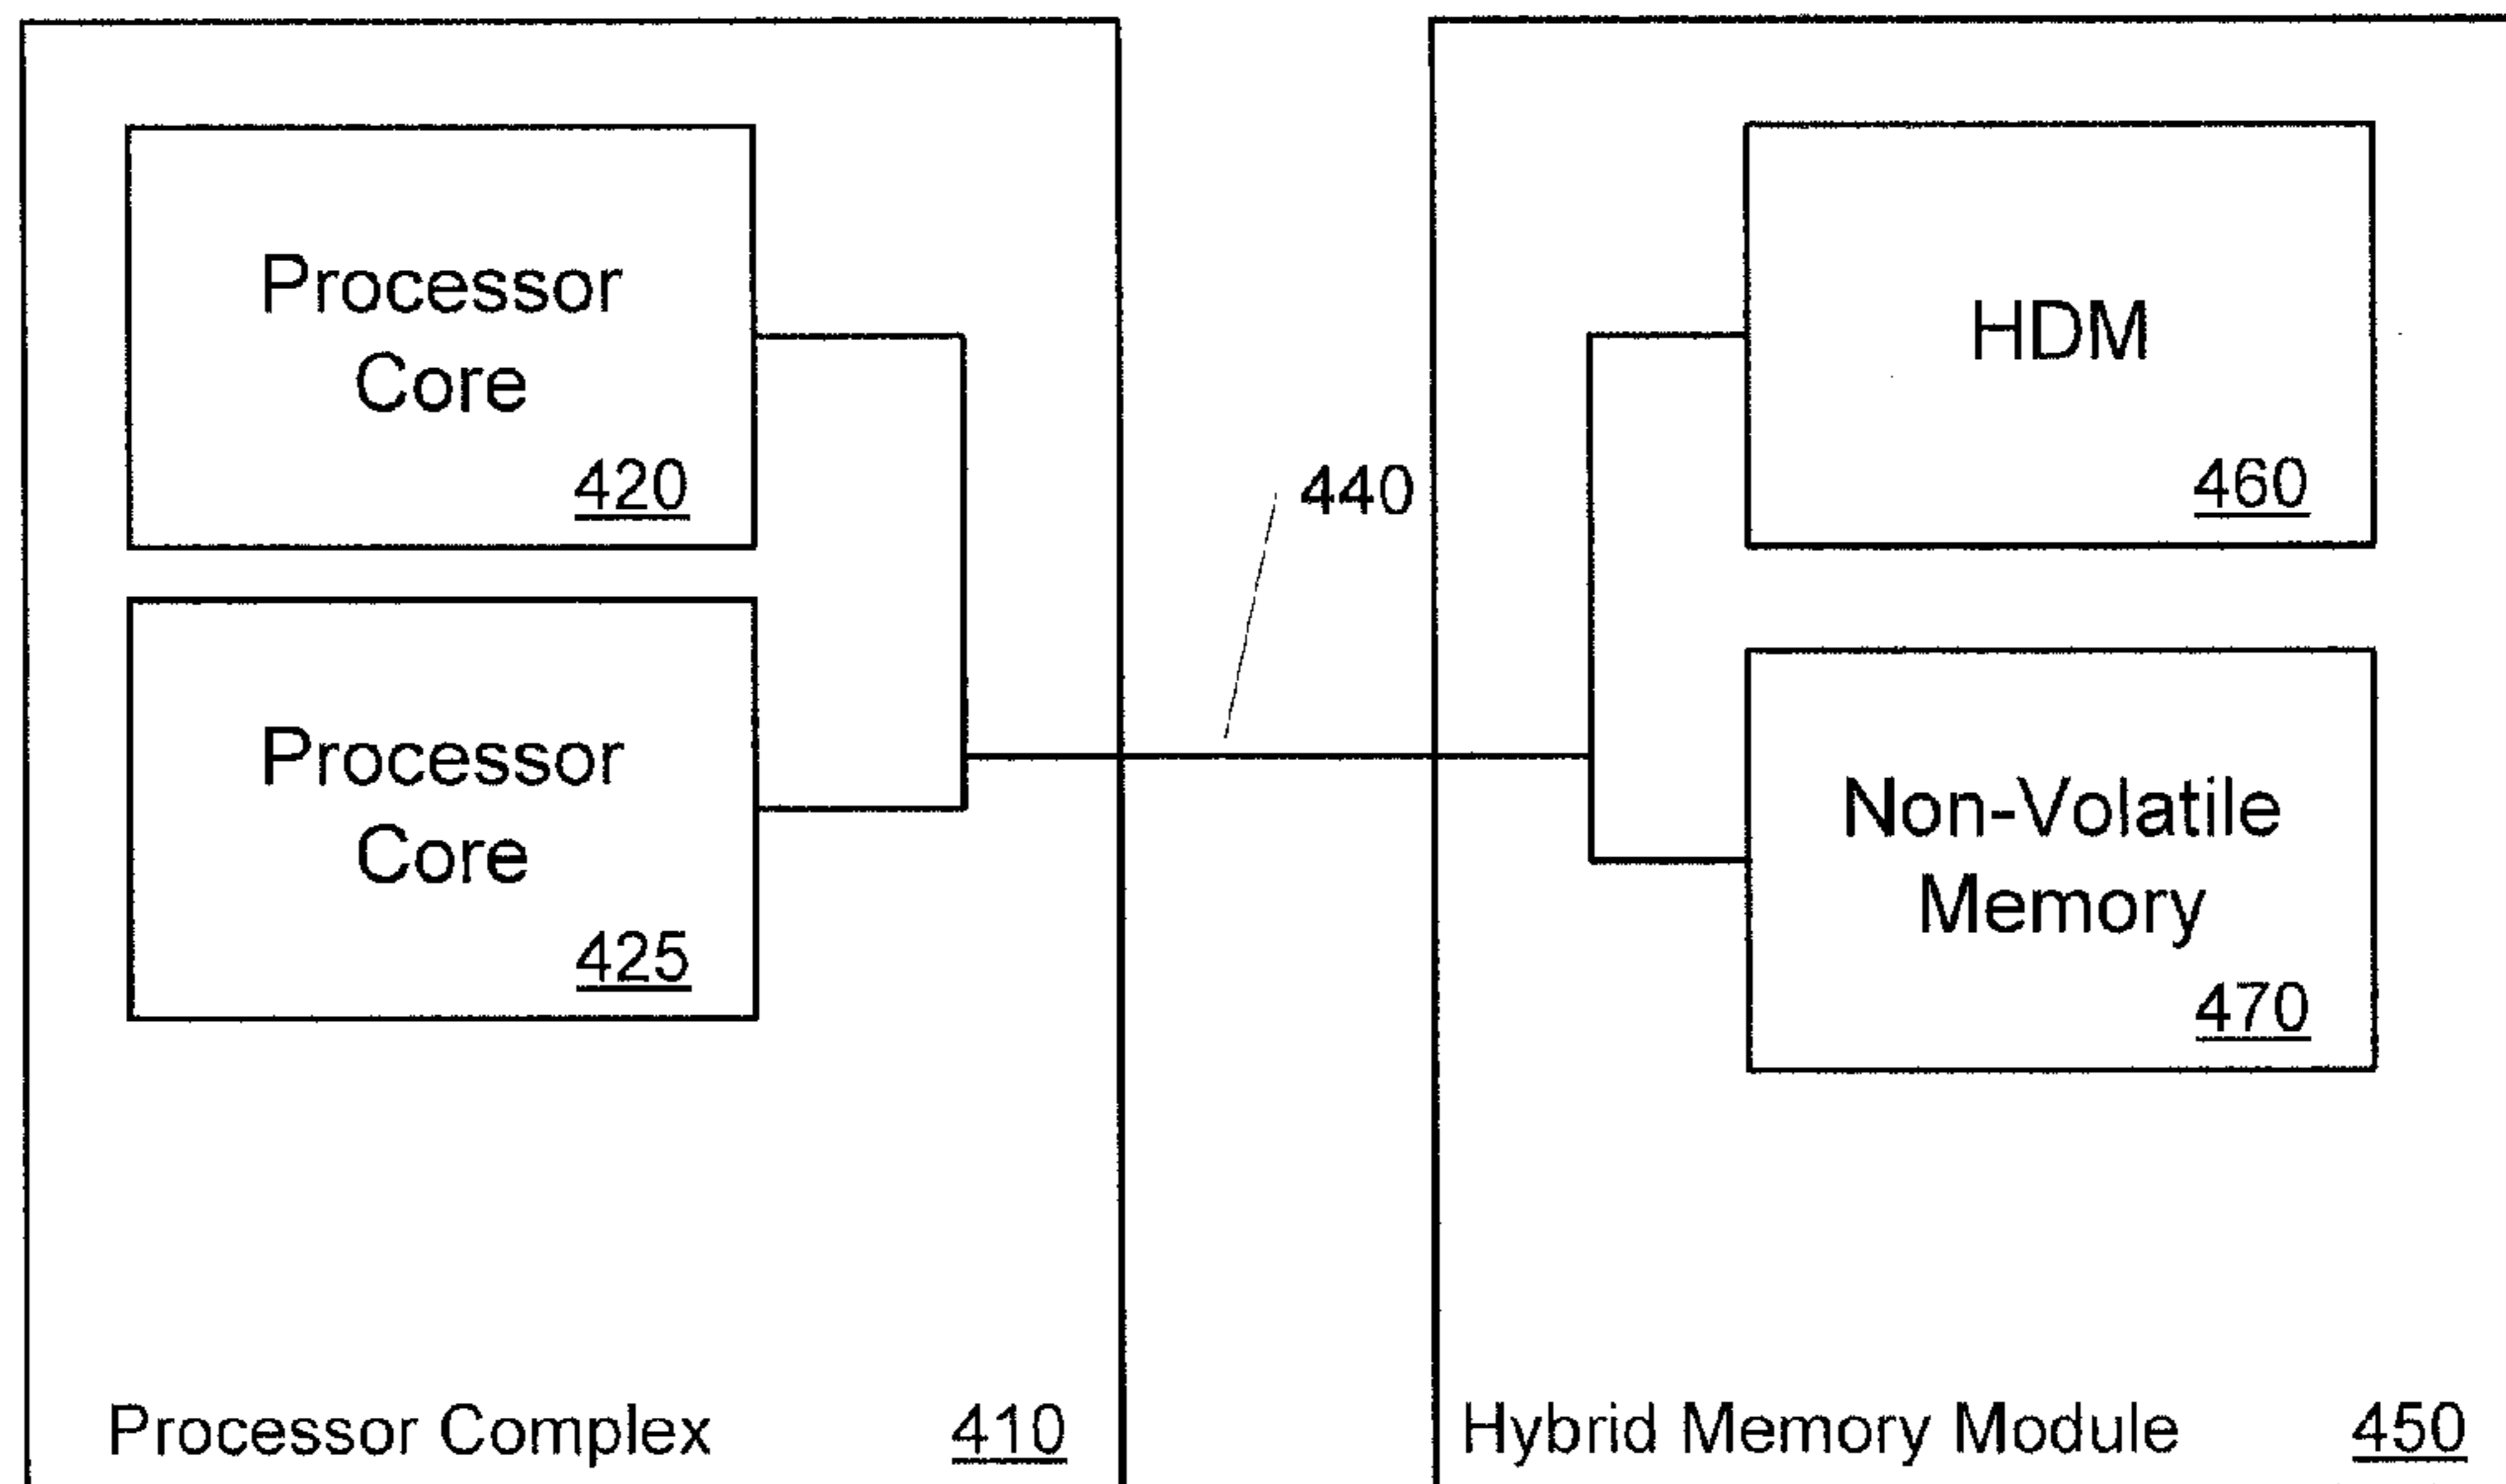 Processor
Core
420
Processor
Core
425
Processor Complex 410
440
HDM
460
Non-Volatile
Memory
470
Hybrid Memory Module 450